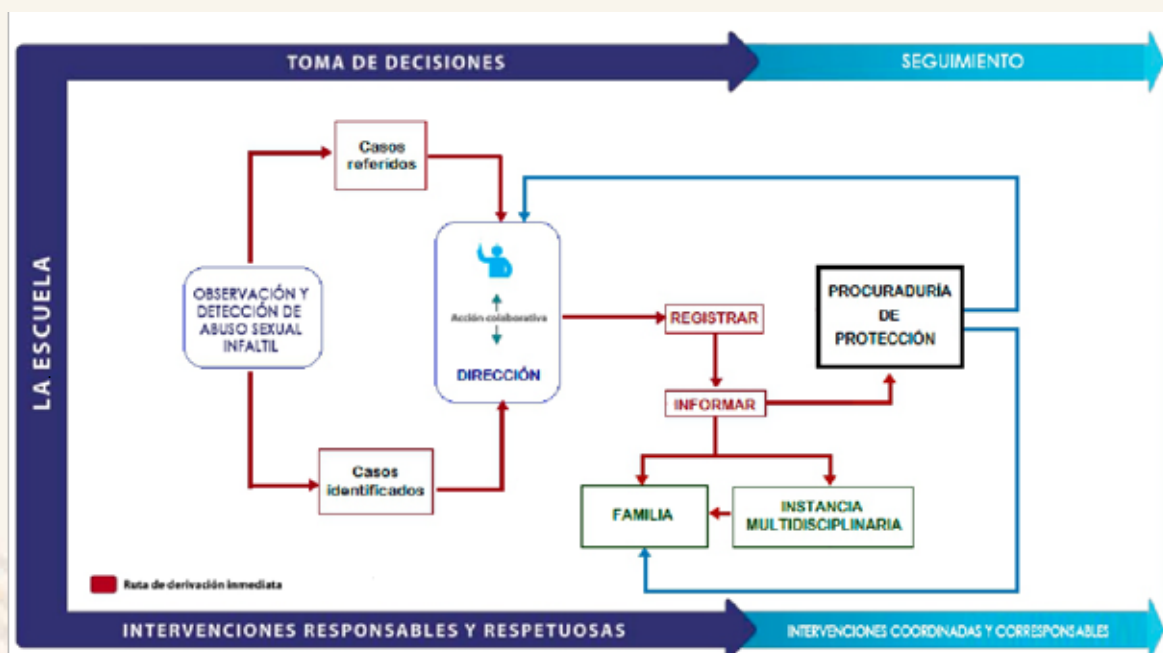 TOMA DE DECISIONES
SEGUIMIENTO
LA ESCUELA
Casos
referidos
OBSERVACIÓN Y
DETECCIÓN DE
ABUSO SEXUAL
INFALTIL
Acción colaborativa
DIRECCIÓN
Casos
identificados
REGISTRAR
INFORMAR
PROCURADURÍA
DE
PROTECCIÓN
FAMILIA
INSTANCIA
MULTIDISCIPLINARIA
Ruta de derivación inmediata
INTERVENCIONES RESPONSABLES Y RESPETUOSAS
INTERVENCIONES COORDINADAS Y CORRESPONSABLES